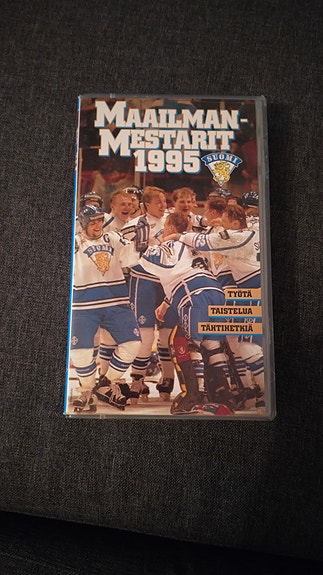 MAAILMAN-
MESTARIT
1995
SUOMI
TYÖTÄ
TAISTELUA
TÄHTIHETKIÄ
C